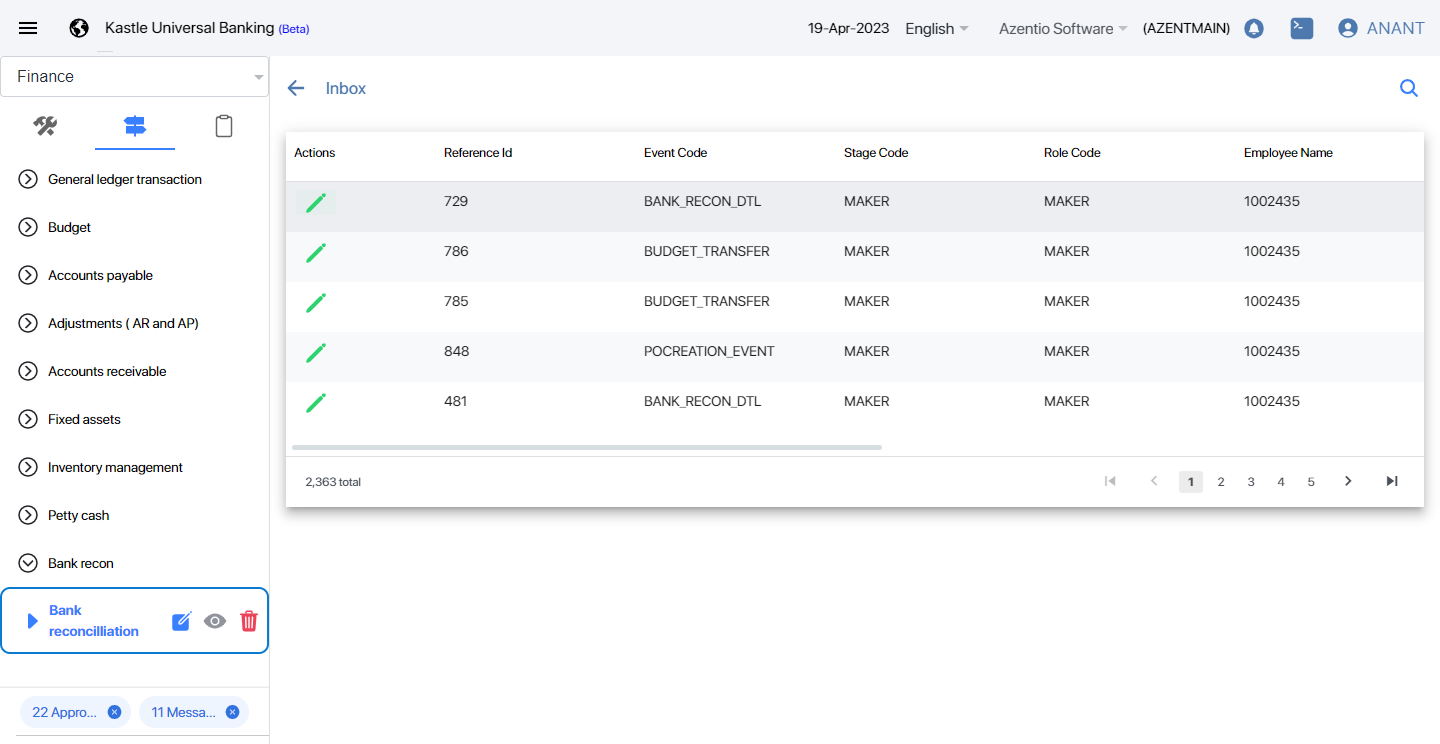 Kastle Universal Banking (Beta)
19-Apr-2023
English
Azentio Software
(AZENTMAIN)
ANANT
Finance
General ledger transaction
Budget
Accounts payable
Adjustments ( AR and AP)
Accounts receivable
Fixed assets
Inventory management
Petty cash
Bank recon
Bank
reconcilliation
22 Appro...
11 Messa...
Inbox
Actions Reference Id Event Code Stage Code Role Code Employee Name
729 BANK_RECON_DTL MAKER MAKER 1002435
786 BUDGET_TRANSFER MAKER MAKER 1002435
785 BUDGET_TRANSFER MAKER MAKER 1002435
848 POCREATION_EVENT MAKER MAKER 1002435
481 BANK_RECON_DTL MAKER MAKER 1002435
2,363 total 1 2 3 4 5